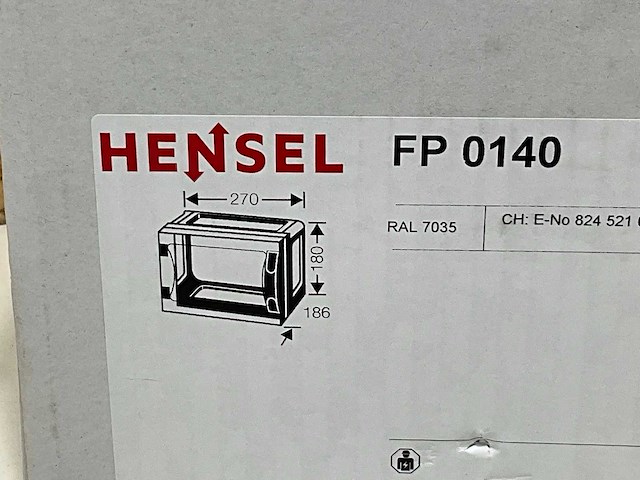 HENSEL
FP 0140
270
180
186
RAL 7035
CH: E-No 824 521